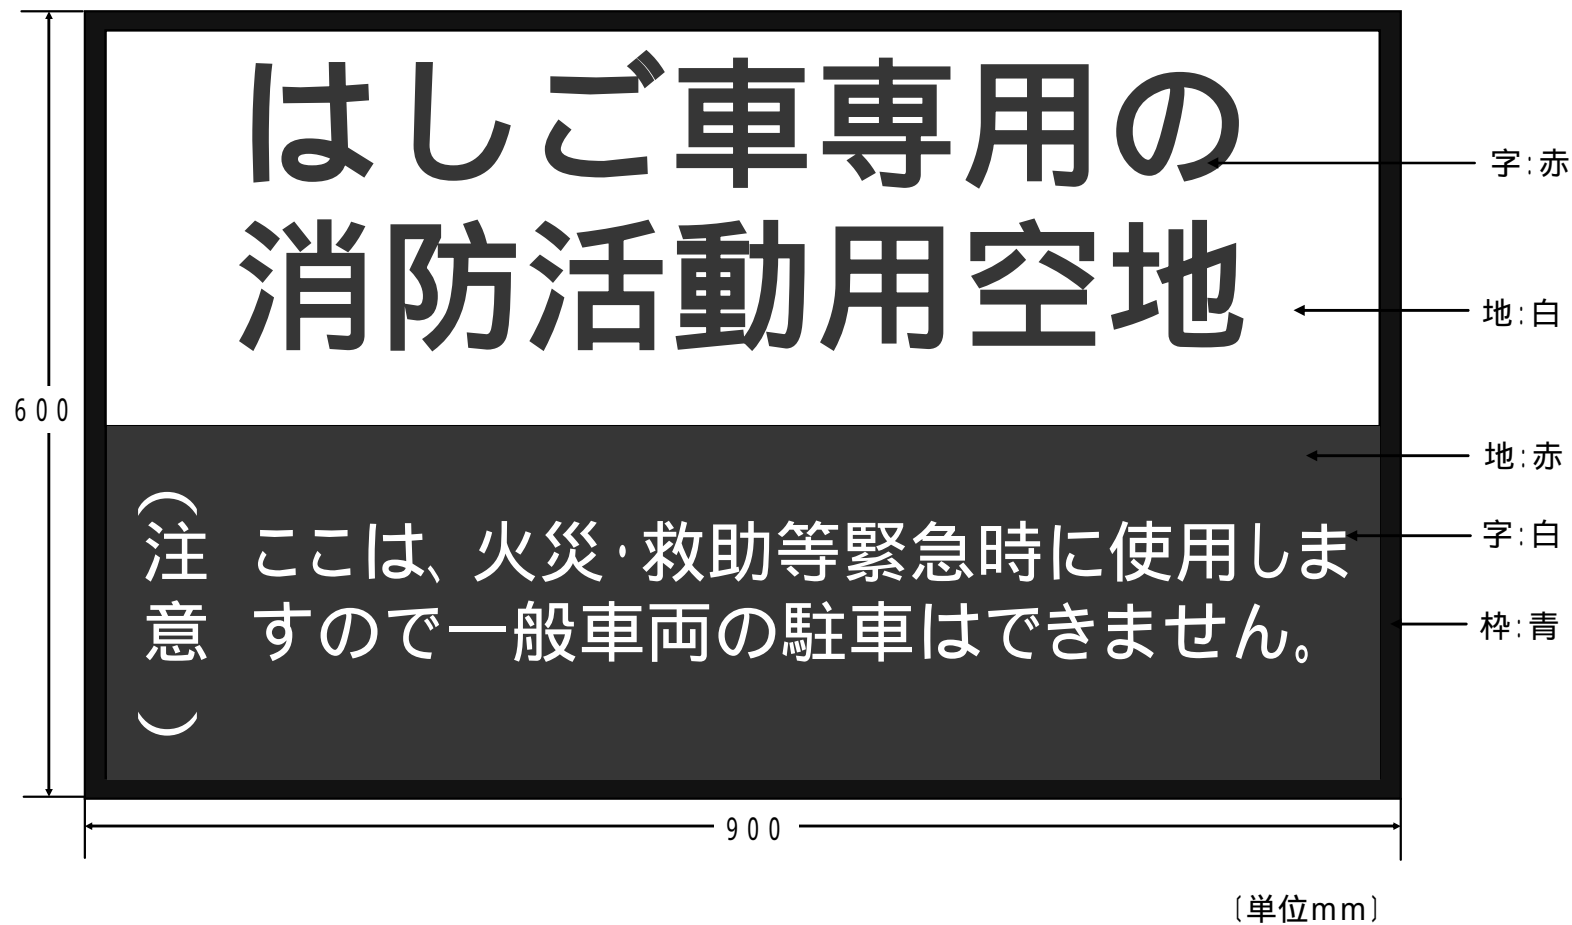 はしご車専用の
消防活動用空地
(注意)
ここは、火災・救助等緊急時に使用しま
すので一般車両の駐車はできません。
字:赤
地:白
地:赤
字:白
枠:青
600
900
〔単位mm〕